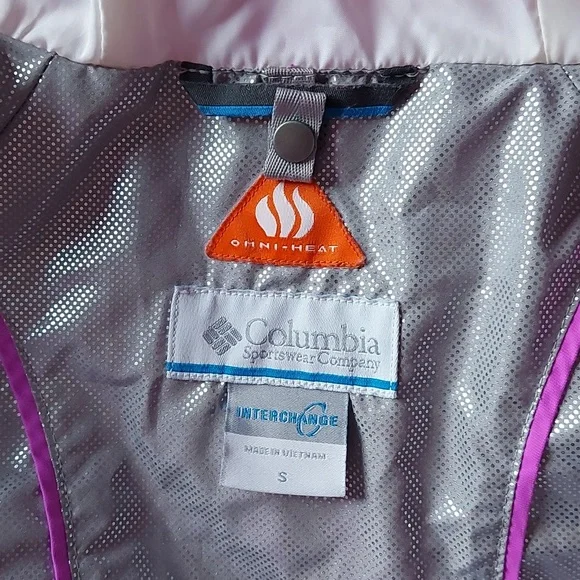 OMNI-HEAT
Columbia
Sportswear Company
INTERCHANGE
MADE IN VIETNAM
S